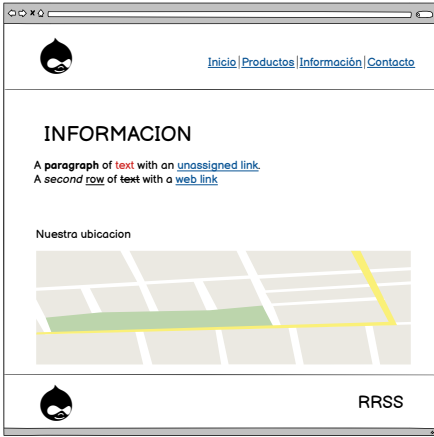 Inicio|Productos|Información|Contacto
INFORMACION
A paragraph of text with an unassigned link.
A second row of text with a web link
Nuestra ubicacion
RRSS